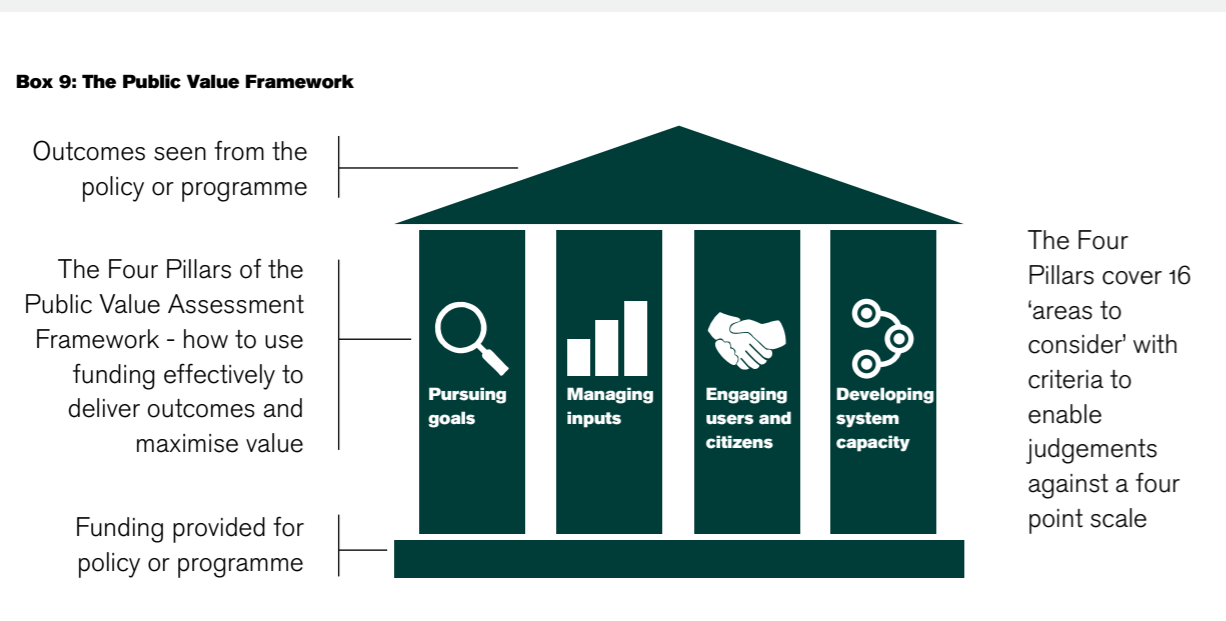 Box 9: The Public Value Framework
Outcomes seen from the
policy or programme
The Four Pillars of the
Public Value Assessment
Framework - how to use
funding effectively to
deliver outcomes and
maximise value
Funding provided for
policy or programme
Pursuing
goals
Managing
inputs
Engaging
users and
citizens
Developing
system
capacity
The Four
Pillars cover 16
‘areas to
consider’ with
criteria to
enable
judgements
against a four
point scale